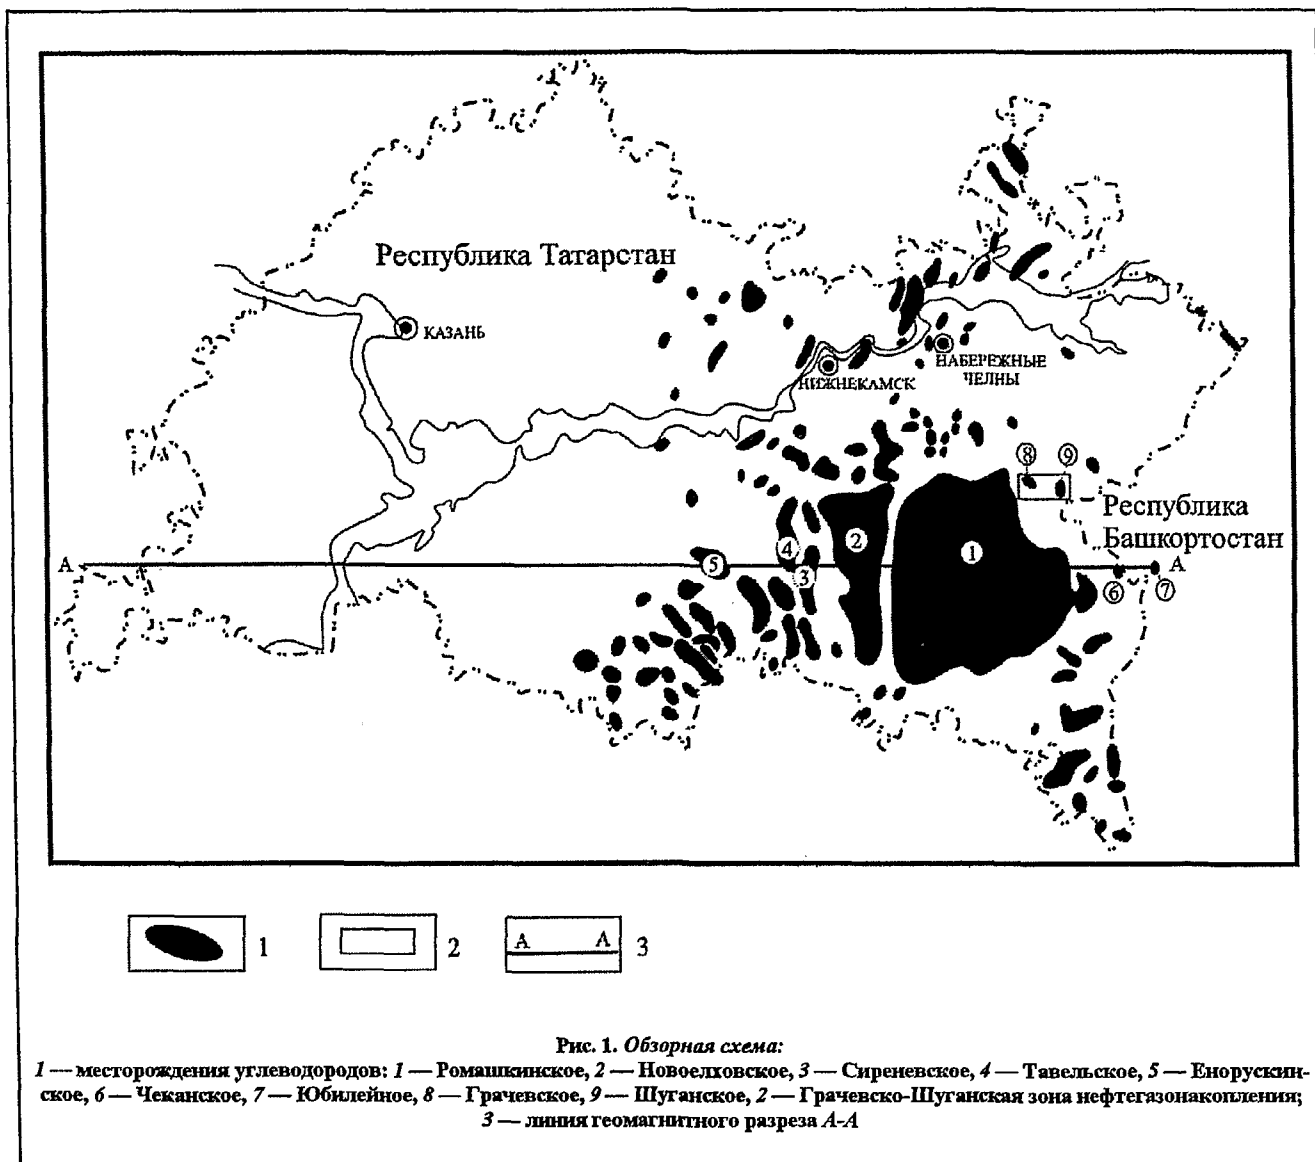 Республика Татарстан
КАЗАНЬ
НАБЕРЕЖНЫЕ
ЧЕЛНЫ
НИЖНЕКАМСК
8 9
Республика
Башкортостан
2 1
4
А 5 3 А
6 7
1 2 А А 3
Рис. 1. Обзорная схема:
1 — месторождения углеводородов: 1 — Ромашкинское, 2 — Новоелховское, 3 — Сиреневское, 4 — Тавельское, 5 — Енорускин-
ское, 6 — Чеканское, 7 — Юбилейное, 8 — Грачевское, 9 — Шуганское, 2 — Грачевско-Шуганская зона нефтегазонакопления;
3 — линия геомагнитного разреза А-А